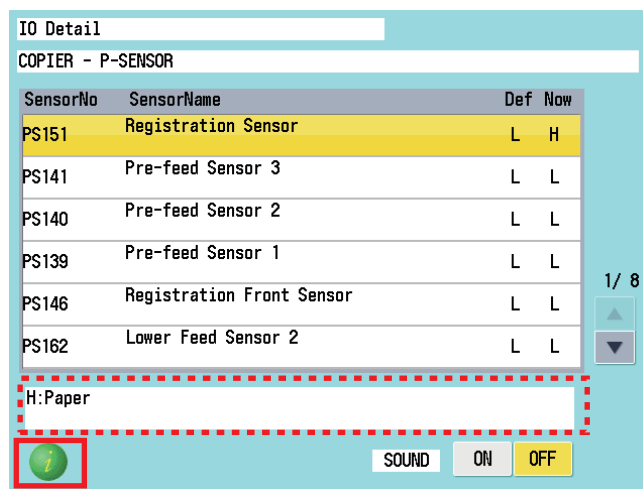 IO Detail
COPIER - P-SENSOR
SensorNo SensorName Def Now
PS151 Registration Sensor L H
PS141 Pre-feed Sensor 3 L L
PS140 Pre-feed Sensor 2 L L
PS139 Pre-feed Sensor 1 L L
PS146 Registration Front Sensor L L
PS162 Lower Feed Sensor 2 L L
1/ 8
H:Paper
i
SOUND ON OFF